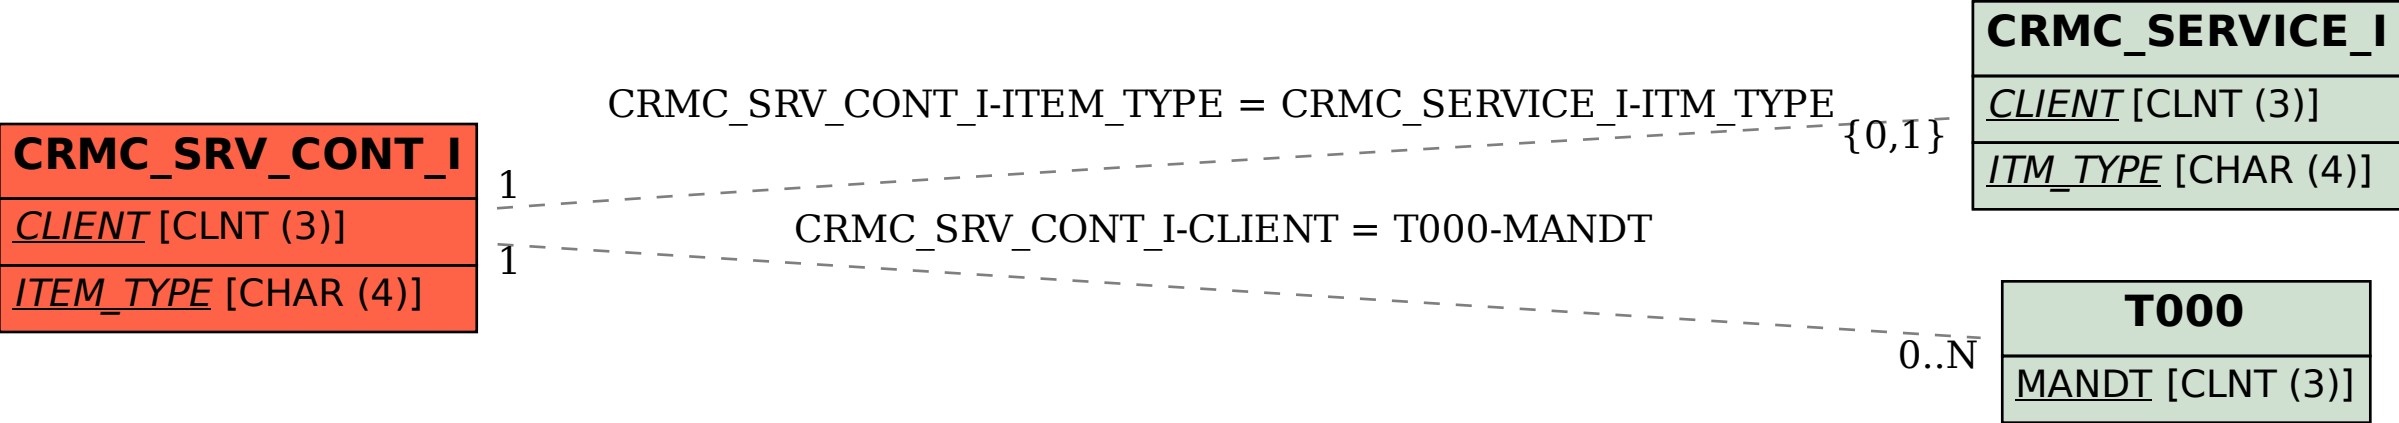 CRMC_SRV_CONT_I
CLIENT [CLNT (3)]
ITEM_TYPE [CHAR (4)]
CRMC_SRV_CONT_I-ITEM_TYPE = CRMC_SERVICE_I-ITM_TYPE
1
{0,1}
CRMC_SRV_CONT_I-CLIENT = T000-MANDT
1
0..N
CRMC_SERVICE_I
CLIENT [CLNT (3)]
ITM_TYPE [CHAR (4)]
T000
MANDT [CLNT (3)]